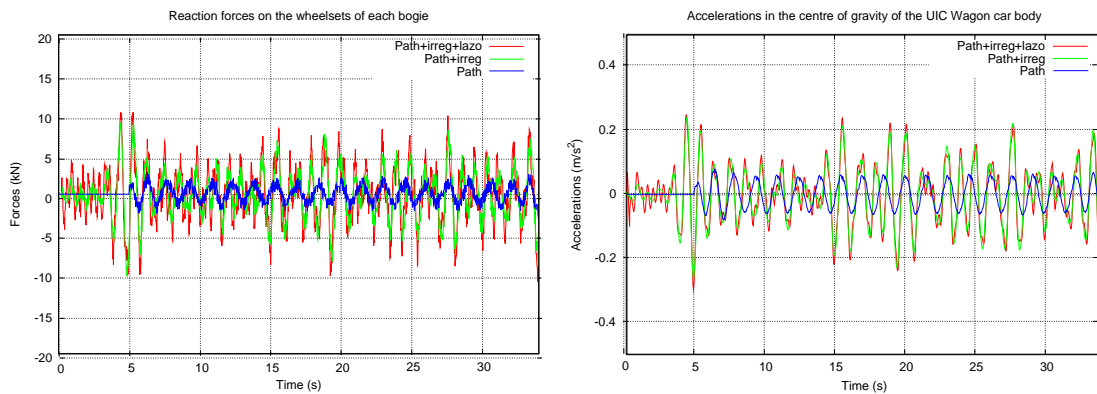 Reaction forces on the wheelsets of each bogie
Path+irreg+lazo
Path+irreg
Path
20
15
10
5
0
-5
-10
-15
-20
Forces (kN)
0 5 10 15 20 25 30
Time (s)
Accelerations in the centre of gravity of the UIC Wagon car body
Path+irreg+lazo
Path+irreg
Path
0.4
0.2
0
-0.2
-0.4
Accelerations (m/s²)
0 5 10 15 20 25 30
Time (s)